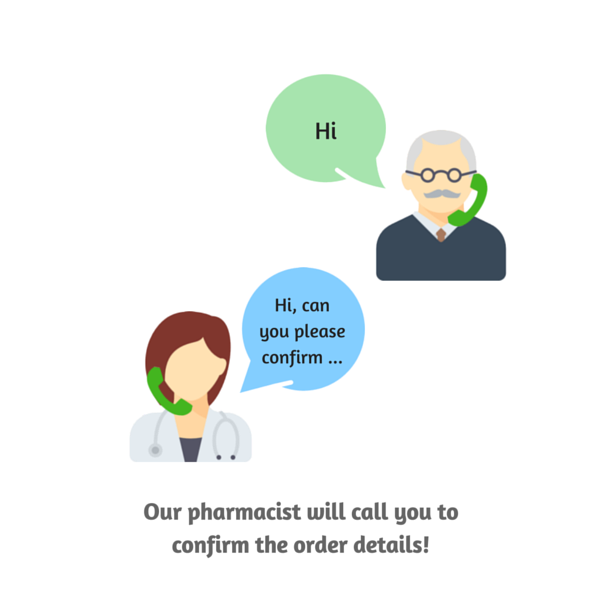 Hi
Hi, can
you please
confirm ...
Our pharmacist will call you to
confirm the order details!